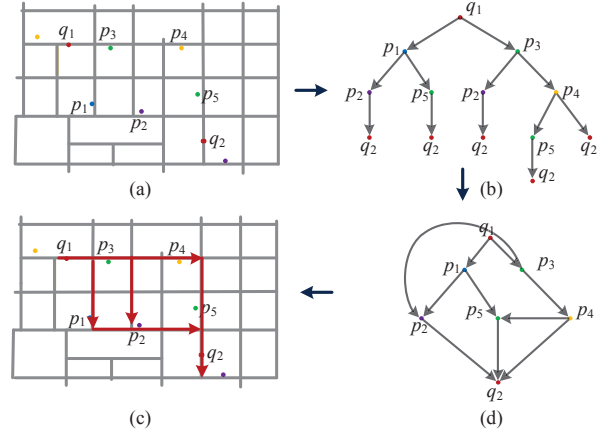 q1
p1 p3
p2 p5 p2 p4
q2 q2 q2 p5 q2
q2
q1 p3 p4
p1 p2 p5
q2
(a) (b)
q1 p3 p4
p1 p2 p5
q2
q1
p1 p3
p2 p5 p4
q2
(c) (d)